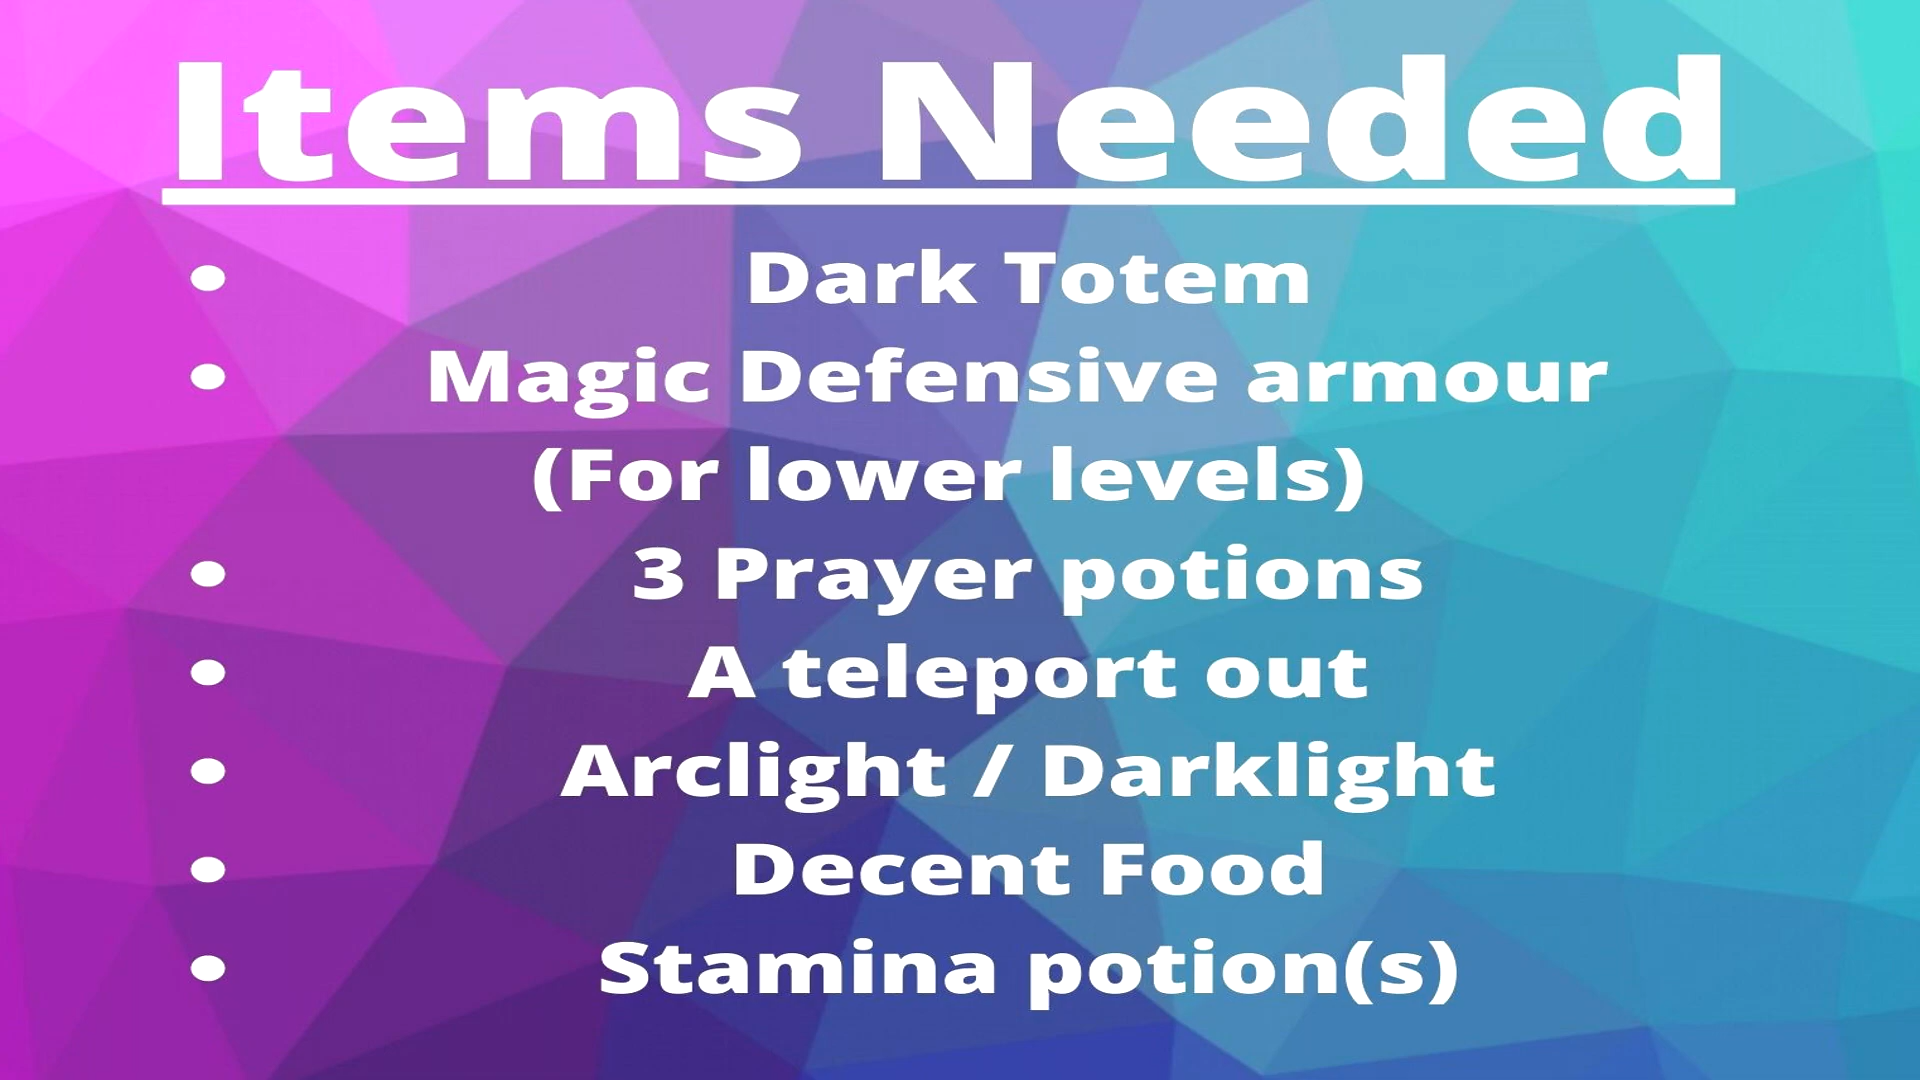 Items Needed
• Dark Totem
• Magic Defensive armour
(For lower levels)
• 3 Prayer potions
• A teleport out
• Arclight / Darklight
• Decent Food
• Stamina potion(s)